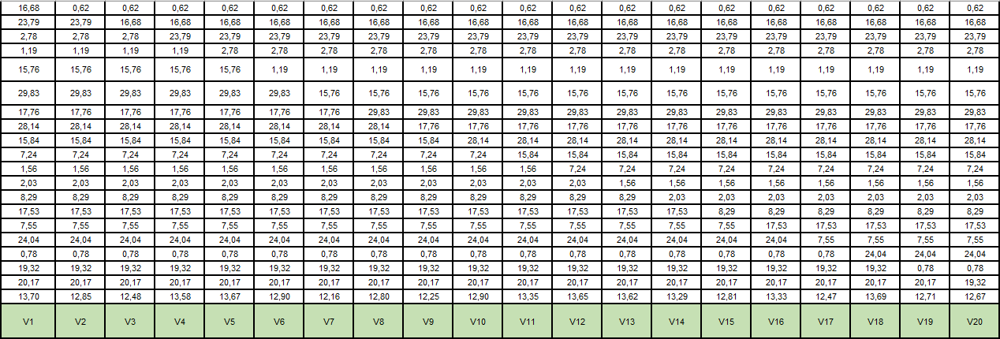 16,68 0,62 0,62 0,62 0,62 0,62 0,62 0,62 0,62 0,62 0,62 0,62 0,62 0,62 0,62 0,62 0,62 0,62 0,62 0,62
23,79 23,79 16,68 16,68 16,68 16,68 16,68 16,68 16,68 16,68 16,68 16,68 16,68 16,68 16,68 16,68 16,68 16,68 16,68 16,68
2,78 2,78 2,78 23,79 23,79 23,79 23,79 23,79 23,79 23,79 23,79 23,79 23,79 23,79 23,79 23,79 23,79 23,79 23,79 23,79
1,19 1,19 1,19 1,19 2,78 2,78 2,78 2,78 2,78 2,78 2,78 2,78 2,78 2,78 2,78 2,78 2,78 2,78 2,78 2,78
15,76 15,76 15,76 15,76 15,76 1,19 1,19 1,19 1,19 1,19 1,19 1,19 1,19 1,19 1,19 1,19 1,19 1,19 1,19 1,19
29,83 29,83 29,83 29,83 29,83 29,83 15,76 15,76 15,76 15,76 15,76 15,76 15,76 15,76 15,76 15,76 15,76 15,76 15,76 15,76
17,76 17,76 17,76 17,76 17,76 17,76 17,76 29,83 29,83 29,83 29,83 29,83 29,83 29,83 29,83 29,83 29,83 29,83 29,83 29,83
28,14 28,14 28,14 28,14 28,14 28,14 28,14 28,14 17,76 17,76 17,76 17,76 17,76 17,76 17,76 17,76 17,76 17,76 17,76 17,76
15,84 15,84 15,84 15,84 15,84 15,84 15,84 15,84 15,84 28,14 28,14 28,14 28,14 28,14 28,14 28,14 28,14 28,14 28,14 28,14
7,24 7,24 7,24 7,24 7,24 7,24 7,24 7,24 7,24 7,24 15,84 15,84 15,84 15,84 15,84 15,84 15,84 15,84 15,84 15,84
1,56 1,56 1,56 1,56 1,56 1,56 1,56 1,56 1,56 1,56 1,56 7,24 7,24 7,24 7,24 7,24 7,24 7,24 7,24 7,24
2,03 2,03 2,03 2,03 2,03 2,03 2,03 2,03 2,03 2,03 2,03 2,03 1,56 1,56 1,56 1,56 1,56 1,56 1,56 1,56
8,29 8,29 8,29 8,29 8,29 8,29 8,29 8,29 8,29 8,29 8,29 8,29 8,29 2,03 2,03 2,03 2,03 2,03 2,03 2,03
17,53 17,53 17,53 17,53 17,53 17,53 17,53 17,53 17,53 17,53 17,53 17,53 17,53 17,53 8,29 8,29 8,29 8,29 8,29 8,29
7,55 7,55 7,55 7,55 7,55 7,55 7,55 7,55 7,55 7,55 7,55 7,55 7,55 7,55 7,55 17,53 17,53 17,53 17,53 17,53
24,04 24,04 24,04 24,04 24,04 24,04 24,04 24,04 24,04 24,04 24,04 24,04 24,04 24,04 24,04 24,04 7,55 7,55 7,55 7,55
0,78 0,78 0,78 0,78 0,78 0,78 0,78 0,78 0,78 0,78 0,78 0,78 0,78 0,78 0,78 0,78 0,78 24,04 24,04 24,04
19,32 19,32 19,32 19,32 19,32 19,32 19,32 19,32 19,32 19,32 19,32 19,32 19,32 19,32 19,32 19,32 19,32 19,32 0,78 0,78
20,17 20,17 20,17 20,17 20,17 20,17 20,17 20,17 20,17 20,17 20,17 20,17 20,17 20,17 20,17 20,17 20,17 20,17 20,17 19,32
13,70 12,85 12,48 13,58 13,67 12,90 12,16 12,80 12,25 12,90 13,35 13,65 13,62 13,29 12,81 13,33 12,47 13,69 12,71 12,67
V1 V2 V3 V4 V5 V6 V7 V8 V9 V10 V11 V12 V13 V14 V15 V16 V17 V18 V19 V20